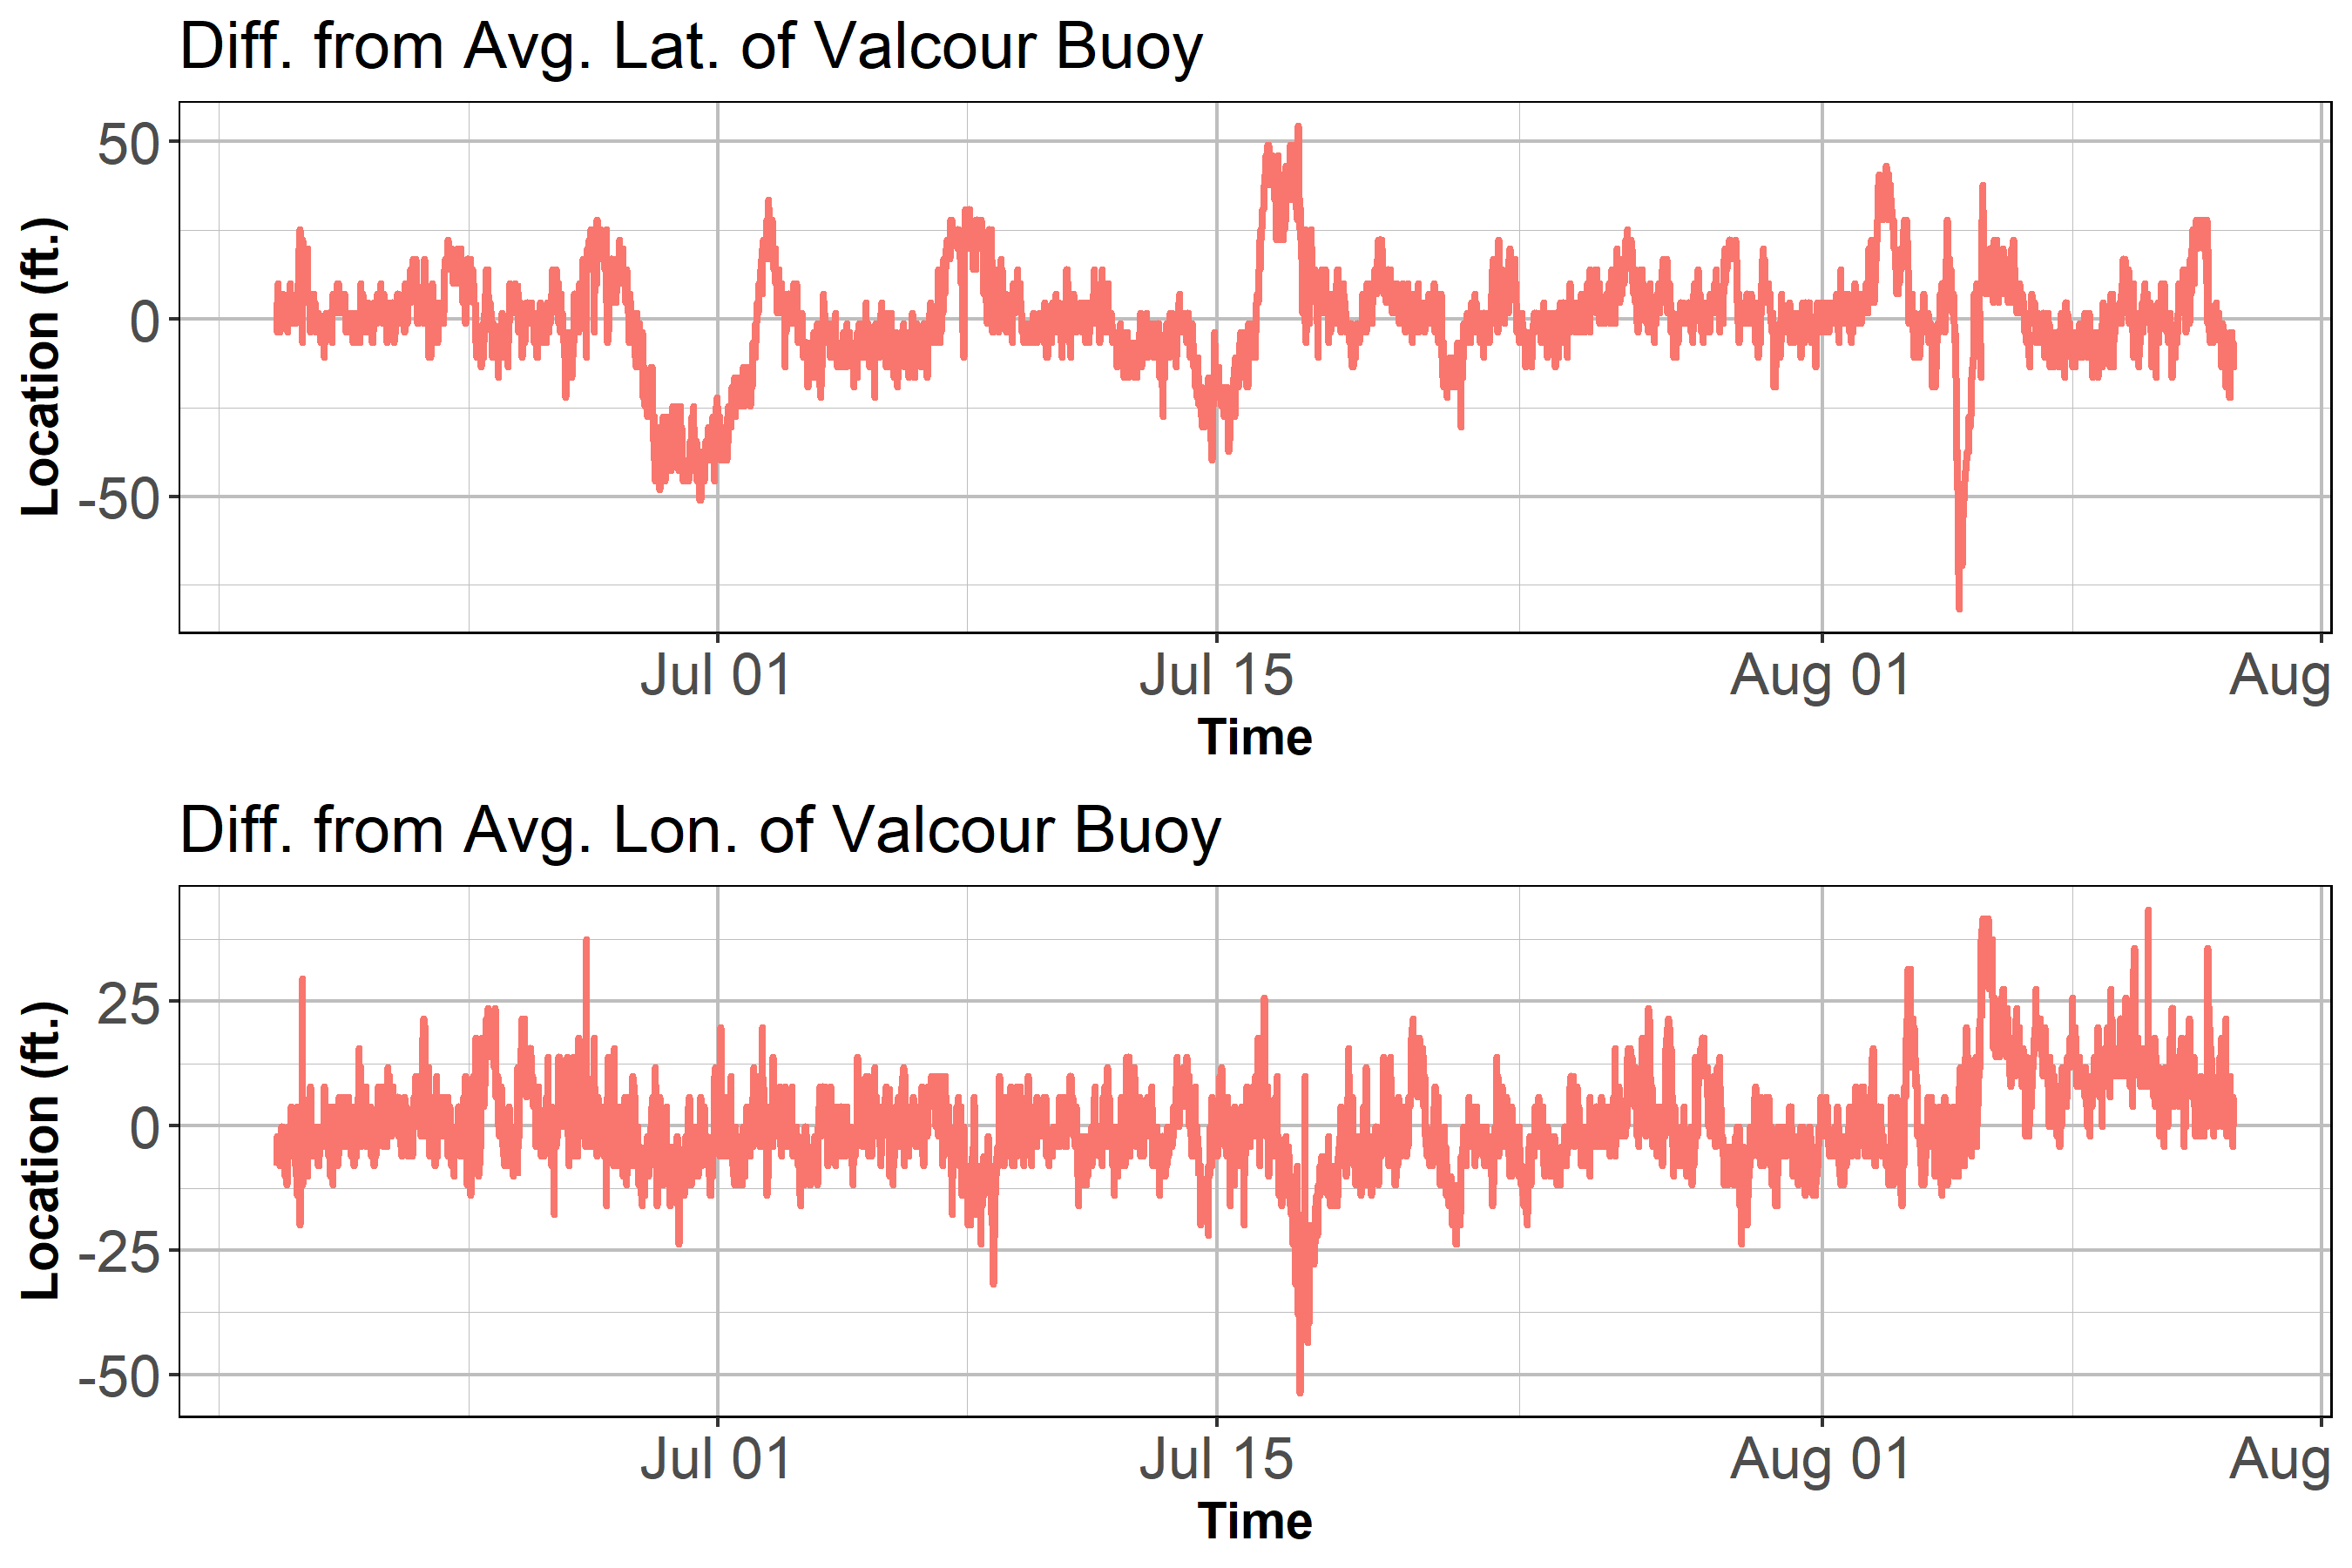 Diff. from Avg. Lat. of Valcour Buoy
Location (ft.)
50
0
-50
Jul 01 Jul 15 Aug 01 Aug
Time
Diff. from Avg. Lon. of Valcour Buoy
Location (ft.)
25
0
-25
-50
Jul 01 Jul 15 Aug 01 Aug
Time